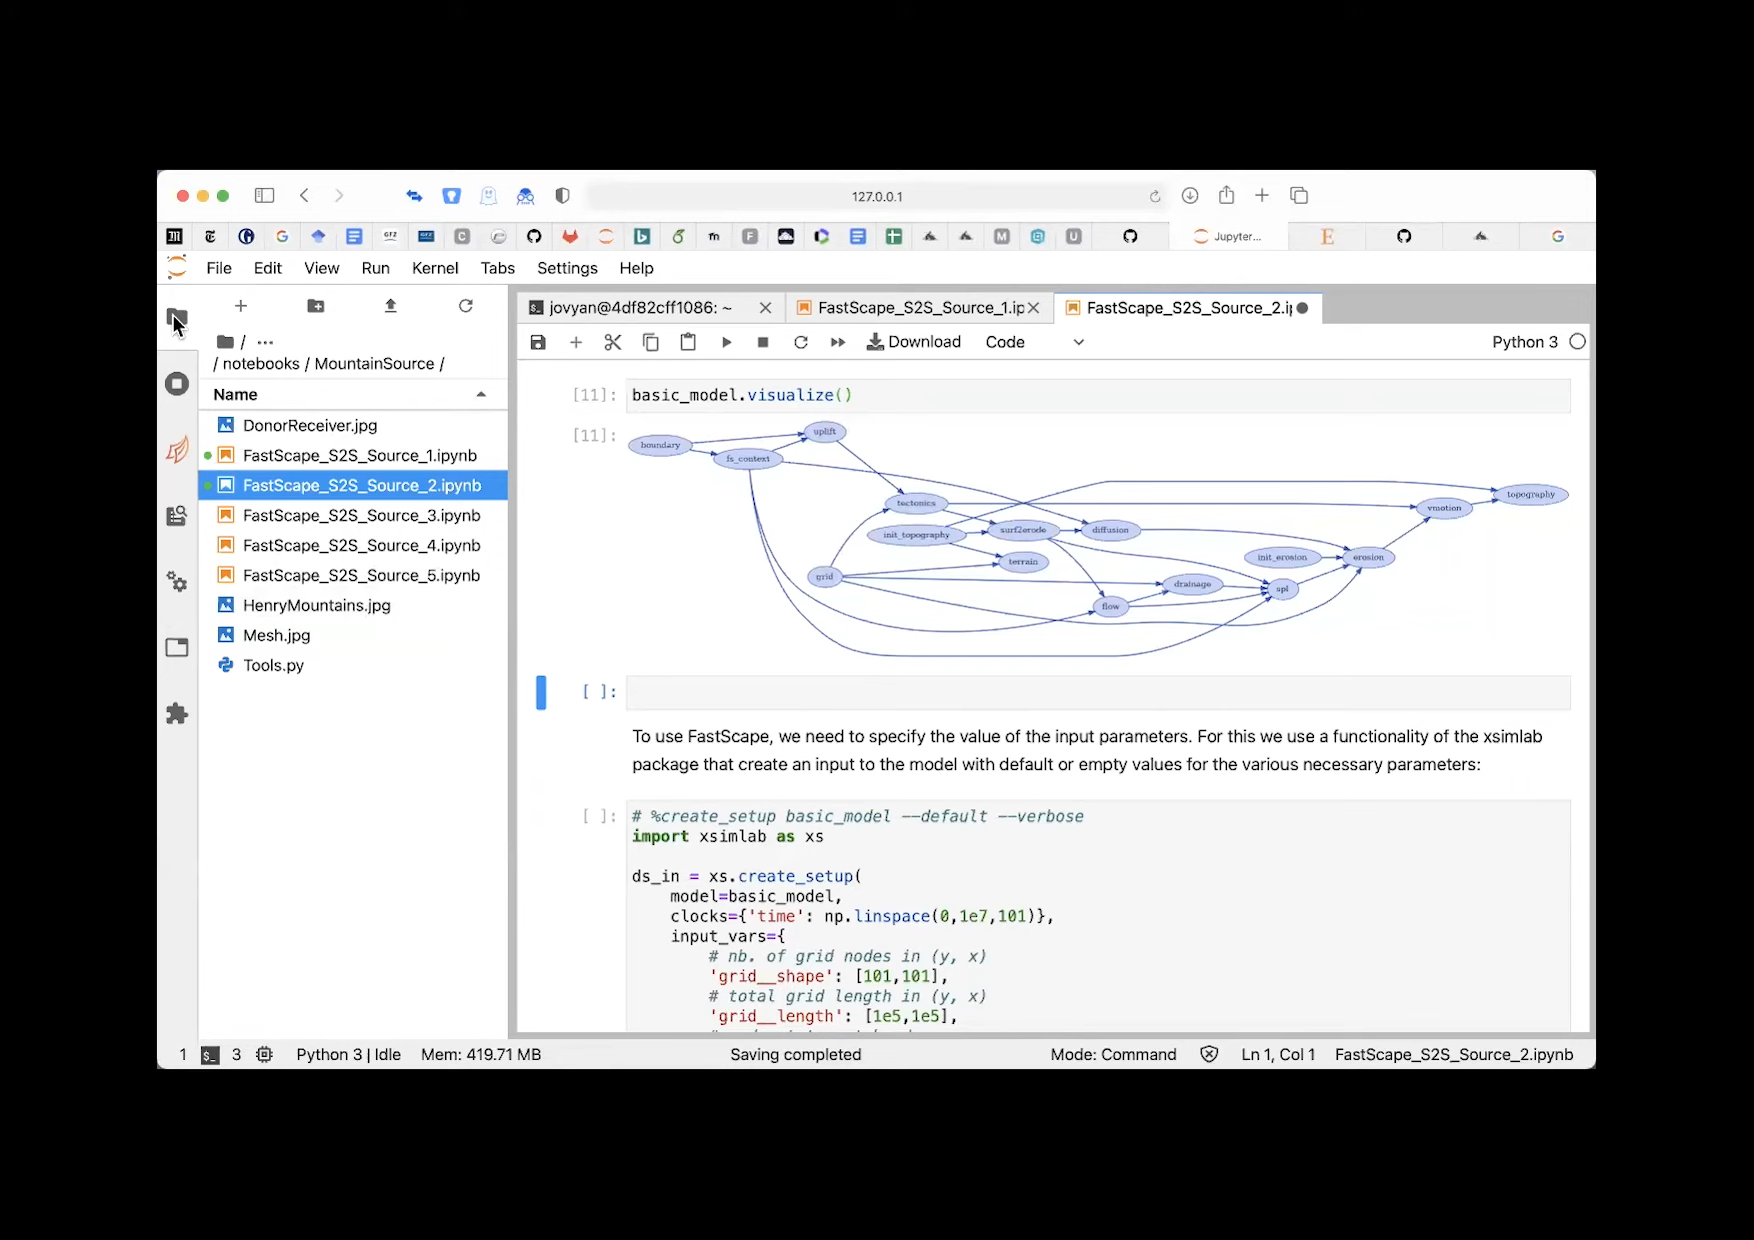 127.0.0.1
Jupyter...
File Edit View Run Kernel Tabs Settings Help
jovyan@4df82cff1086: ~
FastScape_S2S_Source_1.ip
FastScape_S2S_Source_2.i
/ ...
/ notebooks / MountainSource /
Name
DonorReceiver.jpg
FastScape_S2S_Source_1.ipynb
FastScape_S2S_Source_2.ipynb
FastScape_S2S_Source_3.ipynb
FastScape_S2S_Source_4.ipynb
FastScape_S2S_Source_5.ipynb
HenryMountains.jpg
Mesh.jpg
Tools.py
Download Code Python 3
[11]: basic_model.visualize()
[11]:
boundary
uplift
fs_context
tectonics
init_topography
surf2erode
diffusion
terrain
grid
drainage
flow
spl
init_erosion
erosion
vmotion
topography
[ ]:
To use FastScape, we need to specify the value of the input parameters. For this we use a functionality of the xsimlab
package that create an input to the model with default or empty values for the various necessary parameters:
[ ]: # %create_setup basic_model --default --verbose
import xsimlab as xs
ds_in = xs.create_setup(
model=basic_model,
clocks={'time': np.linspace(0,1e7,101)},
input_vars={
# nb. of grid nodes in (y, x)
'grid__shape': [101,101],
# total grid length in (y, x)
'grid__length': [1e5,1e5],
1 3 Python 3 | Idle Mem: 419.71 MB Saving completed Mode: Command Ln 1, Col 1 FastScape_S2S_Source_2.ipynb